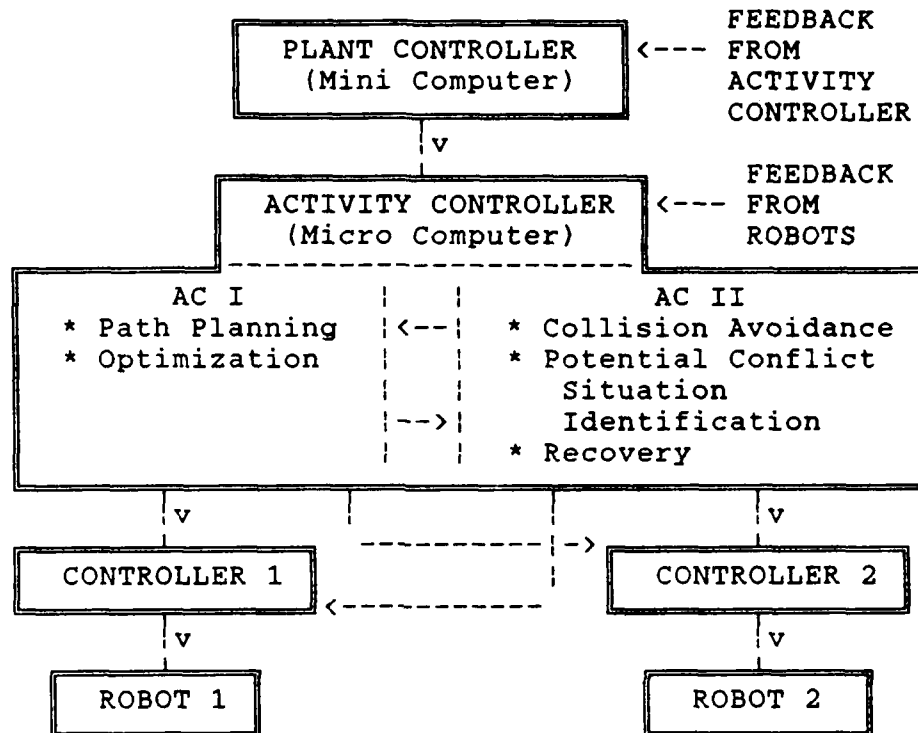 PLANT CONTROLLER
(Mini Computer)
<--- FEEDBACK
FROM
ACTIVITY
CONTROLLER
v
ACTIVITY CONTROLLER
(Micro Computer)
<--- FEEDBACK
FROM
ROBOTS
AC I
* Path Planning
* Optimization
<--
-->
AC II
* Collision Avoidance
* Potential Conflict
Situation
Identification
* Recovery
v
v
CONTROLLER 1
CONTROLLER 2
v
v
ROBOT 1
ROBOT 2